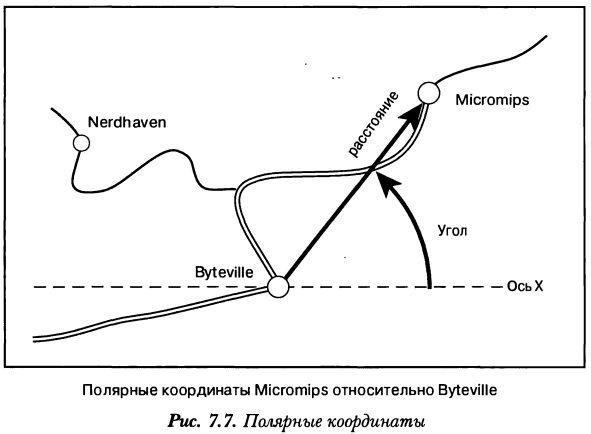 Micromips
Nerdhaven
расстояние
Угол
Byteville
Ось X
Полярные координаты Micromips относительно Byteville
Рис. 7.7. Полярные координаты